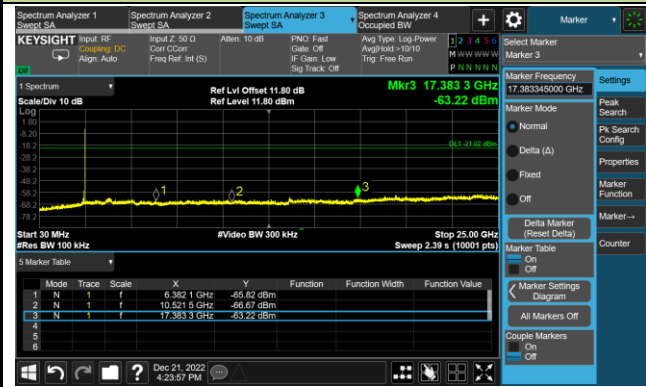 Spectrum Analyzer 1
Swept SA
Spectrum Analyzer 2
Swept SA
Spectrum Analyzer 3
Swept SA
Spectrum Analyzer 4
Occupied BW
+
Marker
KEYSIGHT
Input: RF
Coupling: DC
Align: Auto
Input Z: 50 Ω
Corr CCorr
Freq Ref: Int (S)
Atten: 10 dB
PNO: Fast
Gate: Off
IF Gain: Low
Sig Track: Off
Avg Type: Log-Power
Avg|Hold:>10/10
Trig: Free Run
1 2 3 4 5 6
M W W W W W
P N N N N N
LXI
Select Marker
Marker 3
1 Spectrum
Scale/Div 10 dB
Ref Lvl Offset 11.80 dB
Ref Level 11.80 dBm
Mkr3 17.383 3 GHz
-63.22 dBm
Log
1.80
-8.20
-18.2
-28.2
-38.2
-48.2
-58.2
-68.2
-78.2
DL1 -21.02 dBm
1
2
3
Start 30 MHz
#Res BW 100 kHz
#Video BW 300 kHz
Stop 25.00 GHz
Sweep 2.39 s (10001 pts)
5 Marker Table
Mode Trace Scale X Y Function Function Width Function Value
1 N 1 f 6.382 1 GHz -65.82 dBm
2 N 1 f 10.521 5 GHz -66.67 dBm
3 N 1 f 17.383 3 GHz -63.22 dBm
4
5
6
Marker Frequency
17.383345000 GHz
Marker Mode
Normal
Delta (Δ)
Fixed
Off
Delta Marker
(Reset Delta)
Marker Table
On
Off
Marker Settings
Diagram
All Markers Off
Couple Markers
On
Off
Settings
Peak
Search
Pk Search
Config
Properties
Marker
Function
Marker→
Counter
?
Dec 21, 2022
4:23:57 PM